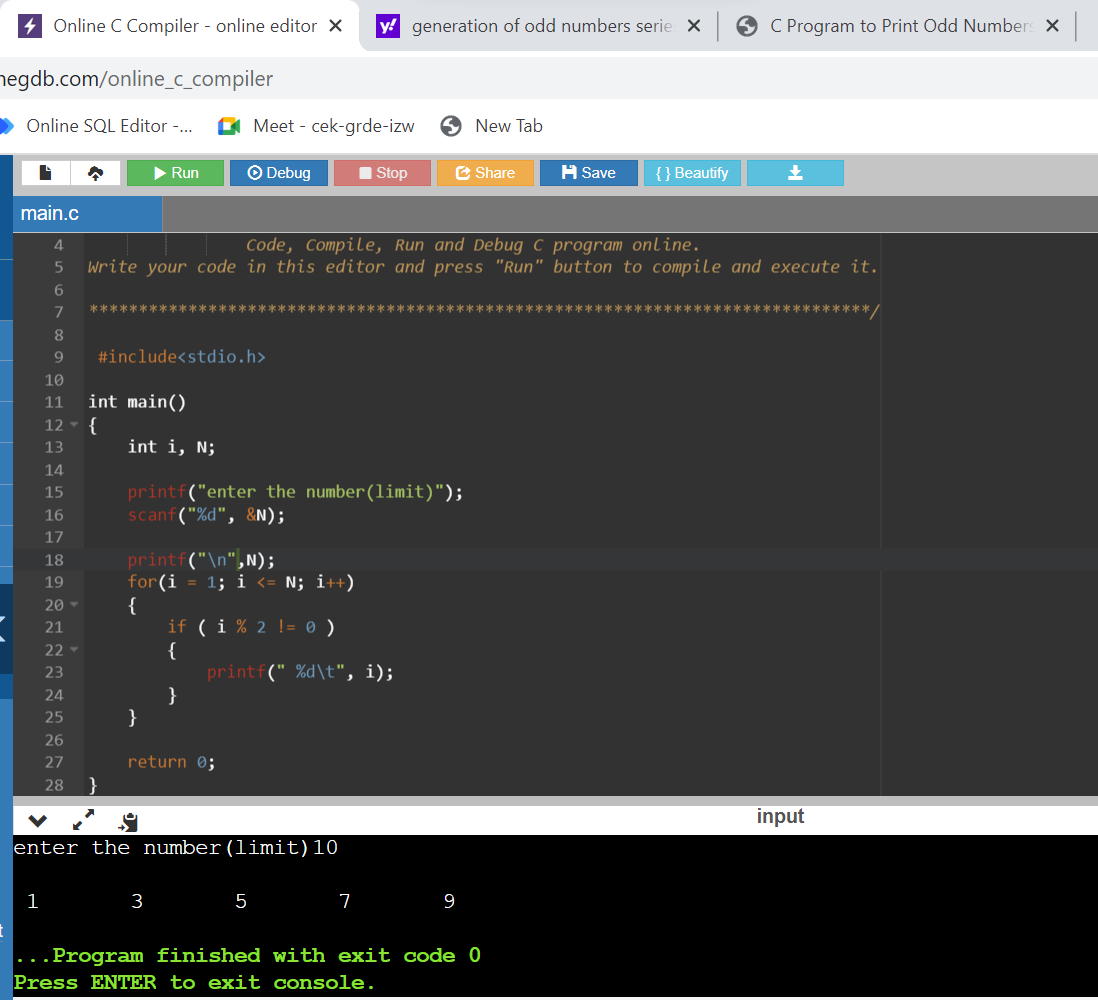 Online C Compiler - online editor
generation of odd numbers serie
C Program to Print Odd Numbers
negdb.com/online_c_compiler
Online SQL Editor -...
Meet - cek-grde-izw
New Tab
Run
Debug
Stop
Share
Save
{ } Beautify
main.c
4 Code, Compile, Run and Debug C program online.
5 Write your code in this editor and press "Run" button to compile and execute it.
6
7 *******************************************************************************/
8
9 #include<stdio.h>
10
11 int main()
12 {
13 int i, N;
14
15 printf("enter the number(limit)");
16 scanf("%d", &N);
17
18 printf("\n",N);
19 for(i = 1; i <= N; i++)
20 {
21 if ( i % 2 != 0 )
22 {
23 printf(" %d\t", i);
24 }
25 }
26
27 return 0;
28 }
input
enter the number(limit)10
1 3 5 7 9
...Program finished with exit code 0
Press ENTER to exit console.